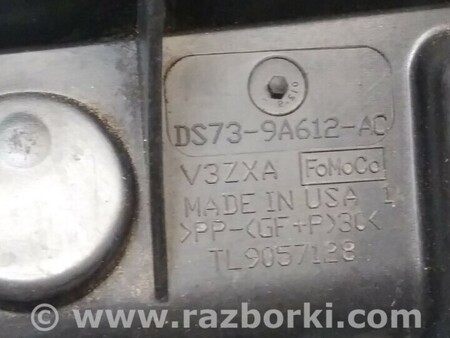 DS73-9A612-AC
V3ZXA FoMoCo
MADE IN USA
>PP-(GF+P)30<
TL9057128
www.razborki.com